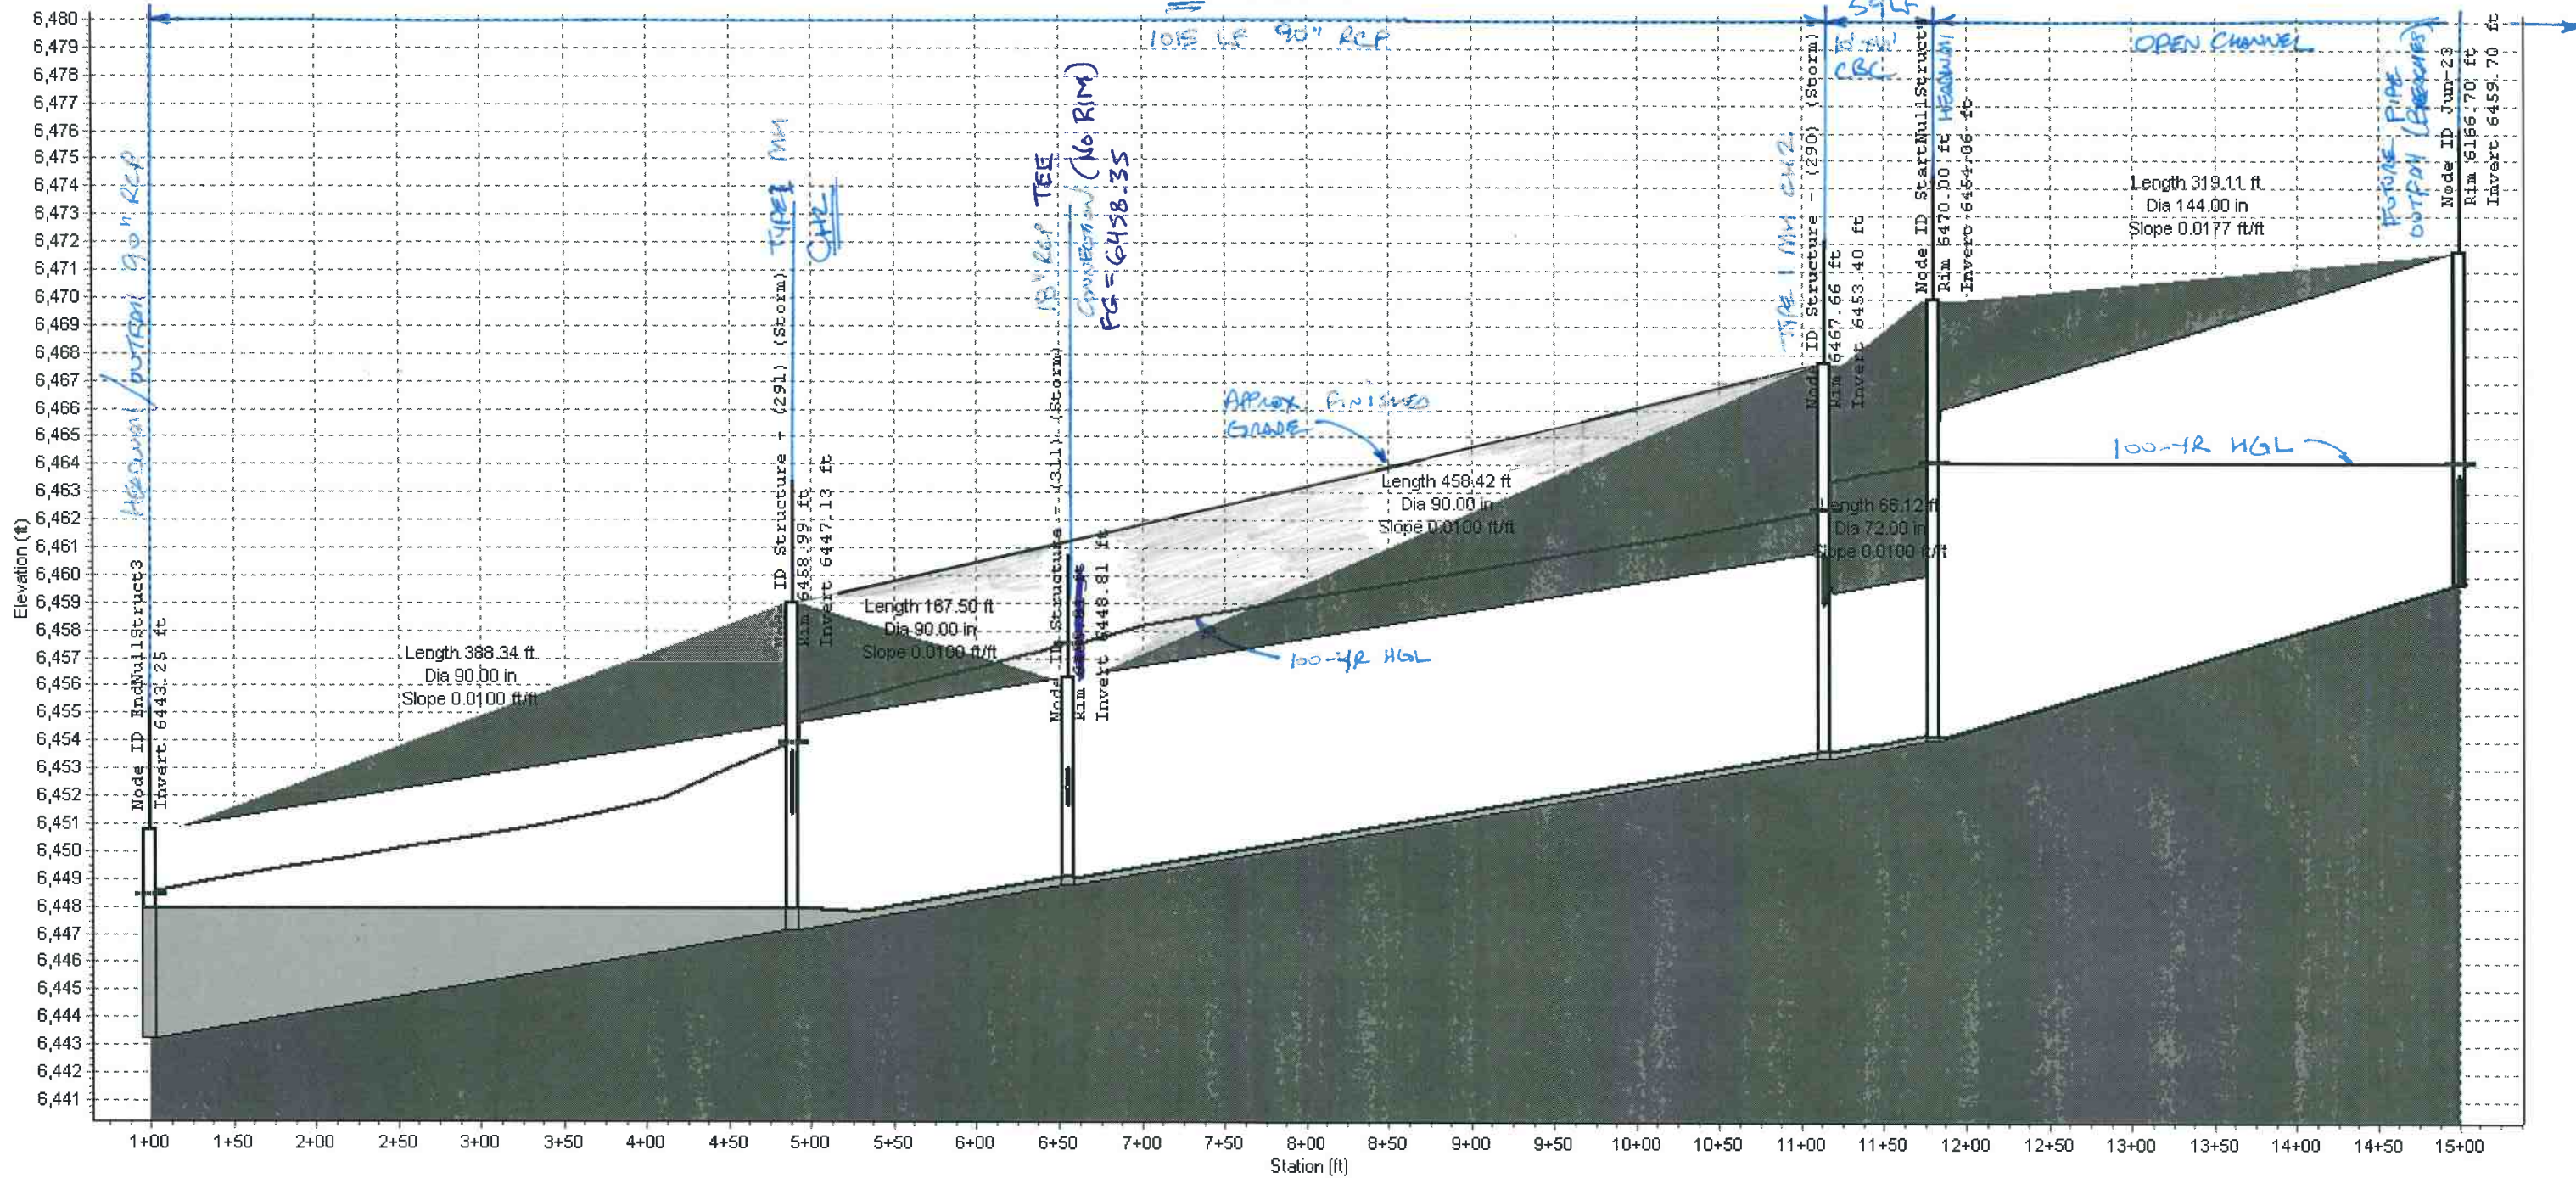 1015 LF 90" RCP
59 LF
CBC
OPEN CHANNEL
HEADWALL/OUTFALL 90" RCP
TYPE 1 MH
CH2
18" RCP TEE
CONNECTION (NO RIM)
FG = 6458.35
TYPE 1 MH CH2
HEADWALL
FUTURE PIPE
OUTFALL (BY OTHERS)
APPROX. FINISHED
GRADE
100-YR HGL
100-YR HGL
Node ID EndNullStruct3
Invert 6443.25 ft
Node ID Structure - (291) (Storm)
Rim 6458.99 ft
Invert 6447.13 ft
Node ID Structure - (311) (Storm)
Rim
Invert 6448.81 ft
Node ID Structure - (290) (Storm)
Rim 6467.66 ft
Invert 6453.40 ft
Node ID StartNullStruct
Rim 6470.00 ft
Invert 6454.06 ft
Node ID Jun-23
Rim 6166.70 ft
Invert 6459.70 ft
Length 388.34 ft
Dia 90.00 in
Slope 0.0100 ft/ft
Length 167.50 ft
Dia 90.00 in
Slope 0.0100 ft/ft
Length 458.42 ft
Dia 90.00 in
Slope 0.0100 ft/ft
Length 66.12 ft
Dia 72.00 in
Slope 0.0100 ft/ft
Length 319.11 ft
Dia 144.00 in
Slope 0.0177 ft/ft
Elevation (ft)
6,480
6,479
6,478
6,477
6,476
6,475
6,474
6,473
6,472
6,471
6,470
6,469
6,468
6,467
6,466
6,465
6,464
6,463
6,462
6,461
6,460
6,459
6,458
6,457
6,456
6,455
6,454
6,453
6,452
6,451
6,450
6,449
6,448
6,447
6,446
6,445
6,444
6,443
6,442
6,441
1+00 1+50 2+00 2+50 3+00 3+50 4+00 4+50 5+00 5+50 6+00 6+50 7+00 7+50 8+00 8+50 9+00 9+50 10+00 10+50 11+00 11+50 12+00 12+50 13+00 13+50 14+00 14+50 15+00
Station (ft)